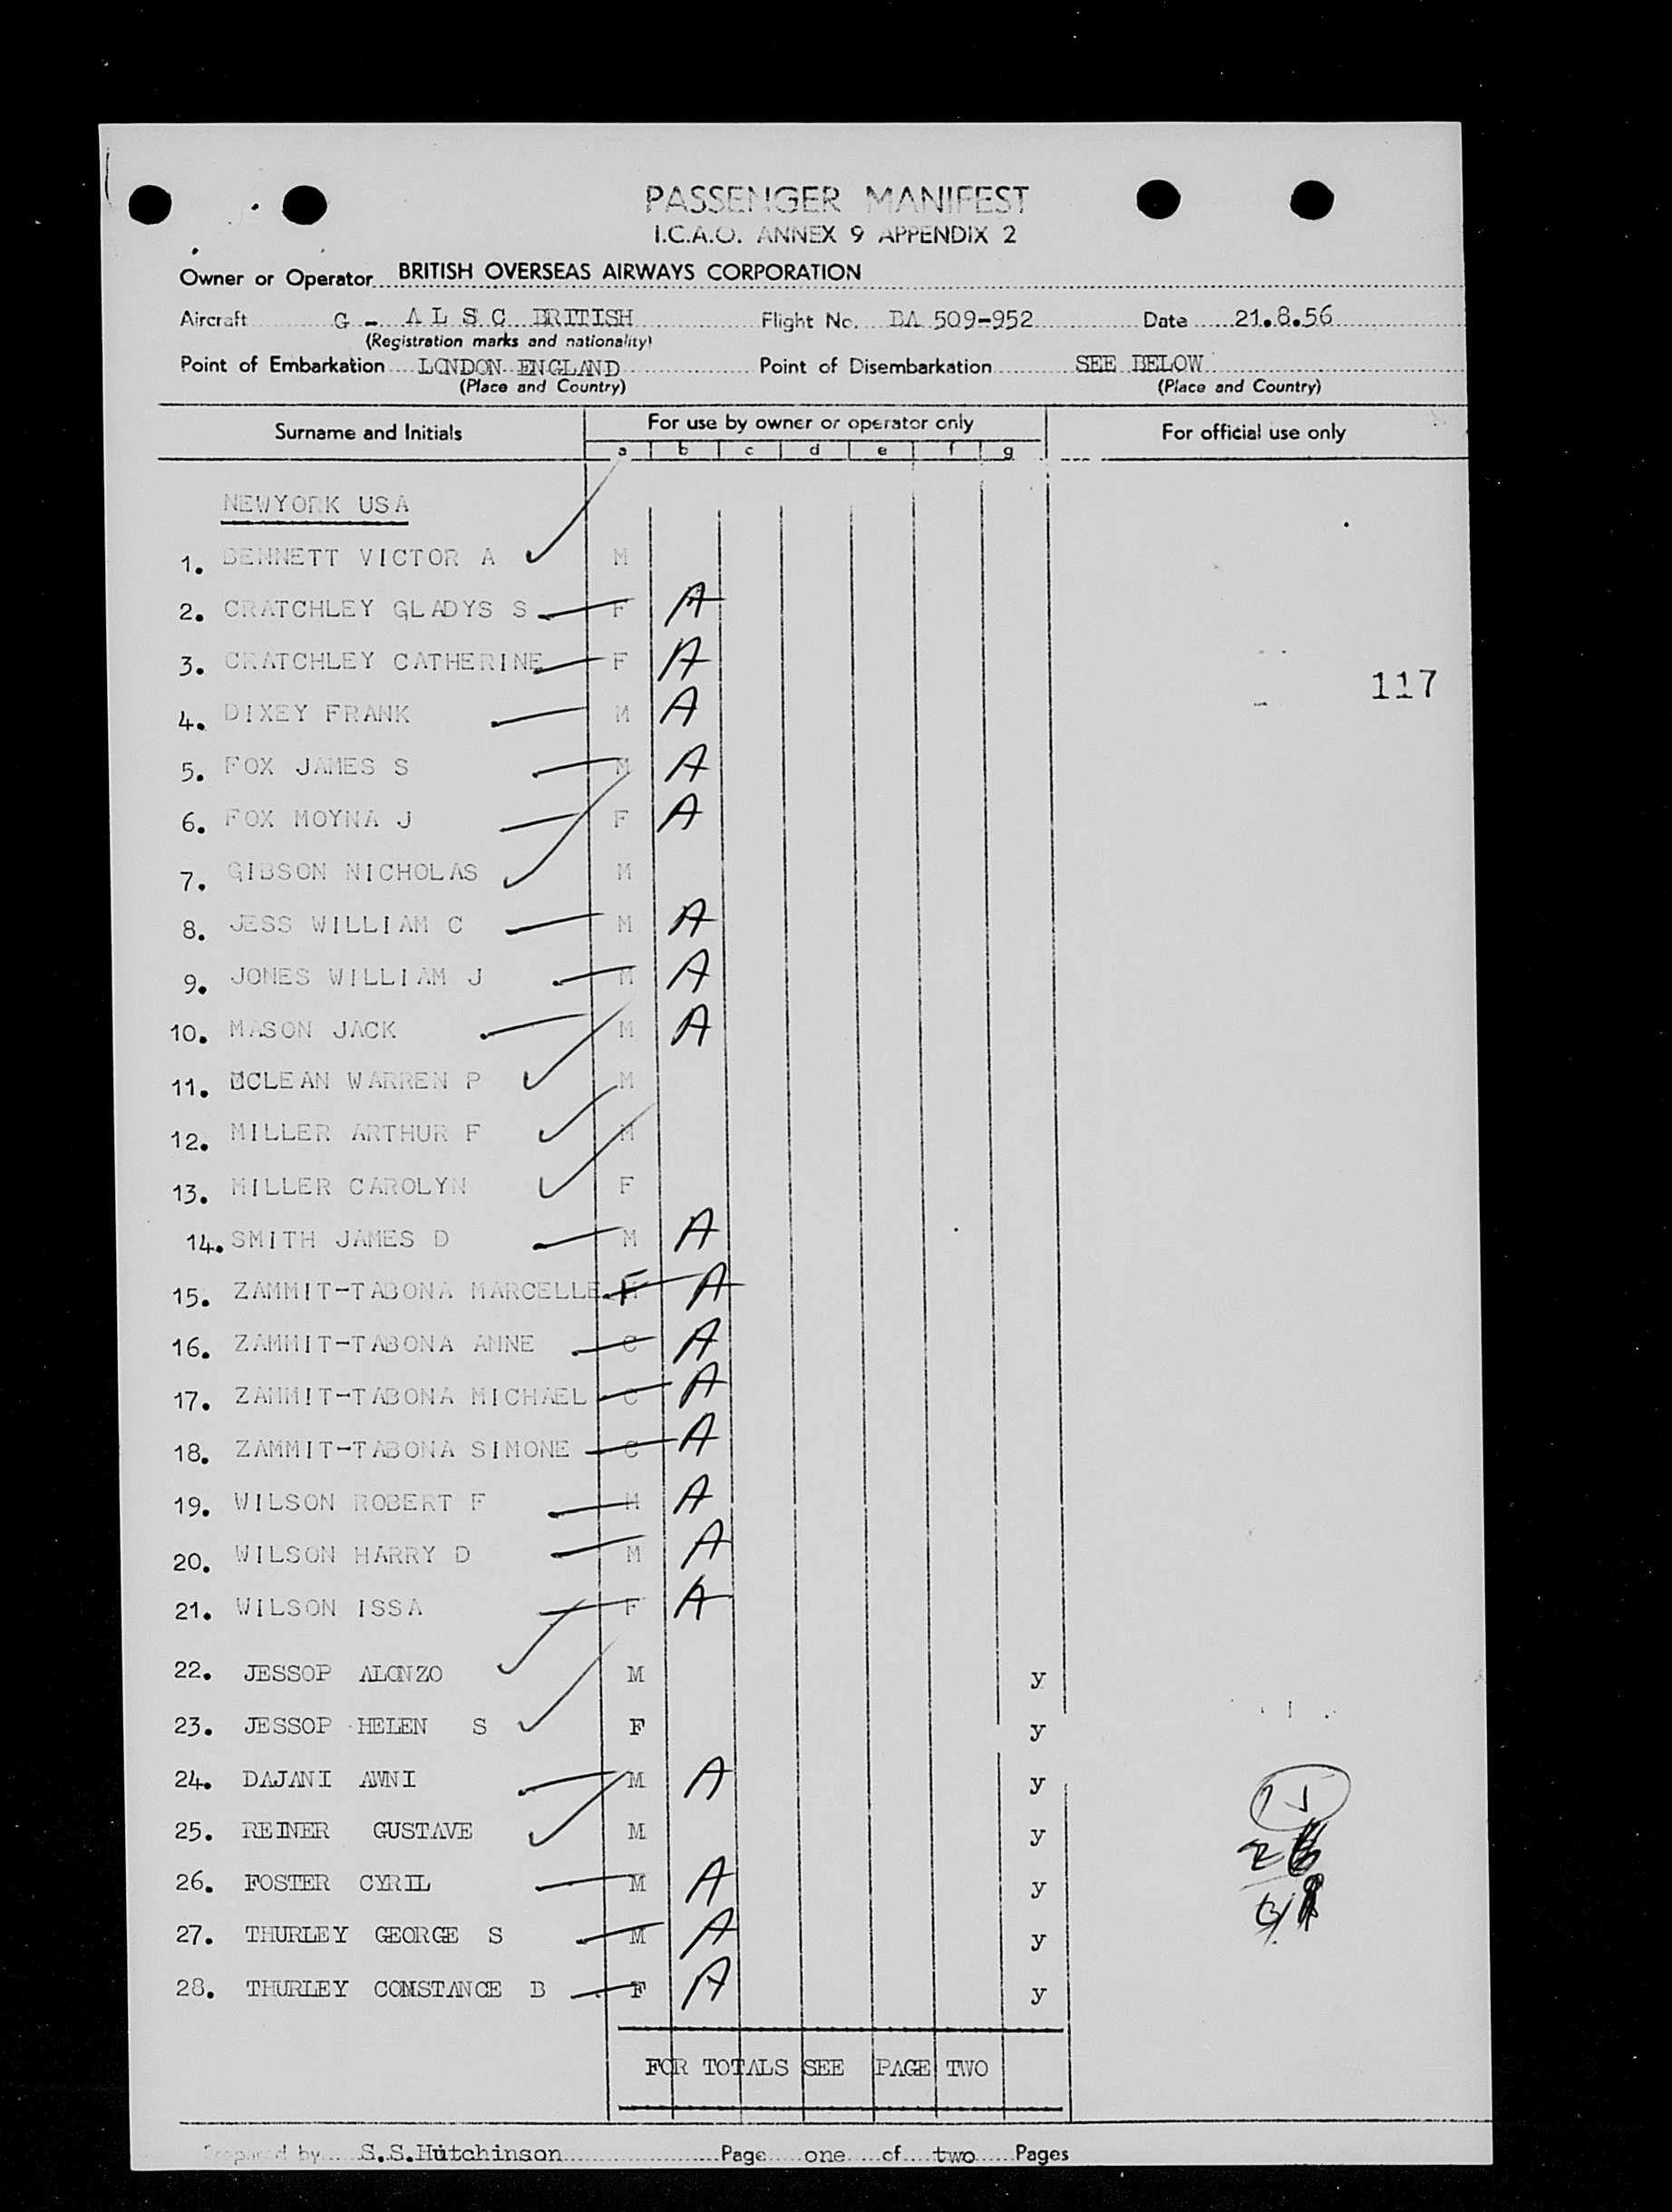 PASSENGER MANIFEST
I.C.A.O. ANNEX 9 APPENDIX 2
Owner or Operator BRITISH OVERSEAS AIRWAYS CORPORATION
Aircraft G - A L S C BRITISH Flight No. BA 509-952 Date 21.8.56
(Registration marks and nationality)
Point of Embarkation LONDON ENGLAND Point of Disembarkation SEE BELOW
(Place and Country) (Place and Country)
Surname and Initials For use by owner or operator only For official use only
a b c d e f g
NEWYORK USA
1. BENNETT VICTOR A M
2. CRATCHLEY GLADYS S F A
3. CRATCHLEY CATHERINE F A
117
4. DIXEY FRANK M A
5. FOX JAMES S M A
6. FOX MOYNA J F A
7. GIBSON NICHOLAS M
8. JESS WILLIAM C M A
9. JONES WILLIAM J M A
10. MASON JACK M A
11. MCLEAN WARREN P M
12. MILLER ARTHUR F M
13. MILLER CAROLYN F
14. SMITH JAMES D M A
15. ZAMMIT-TABONA MARCELLE F A
16. ZAMMIT-TABONA ANNE C A
17. ZAMMIT-TABONA MICHAEL C A
18. ZAMMIT-TABONA SIMONE C A
19. WILSON ROBERT F M A
20. WILSON HARRY D M A
21. WILSON ISSA F A
22. JESSOP ALONZO M y
23. JESSOP HELEN S F y
24. DAJANI AWNI M A y
25. REINER GUSTAVE M y
26. FOSTER CYRIL M A y
27. THURLEY GEORGE S M A y
28. THURLEY CONSTANCE B F A y
FOR TOTALS SEE PAGE TWO
Prepared by S.S.Hutchinson Page one of two Pages